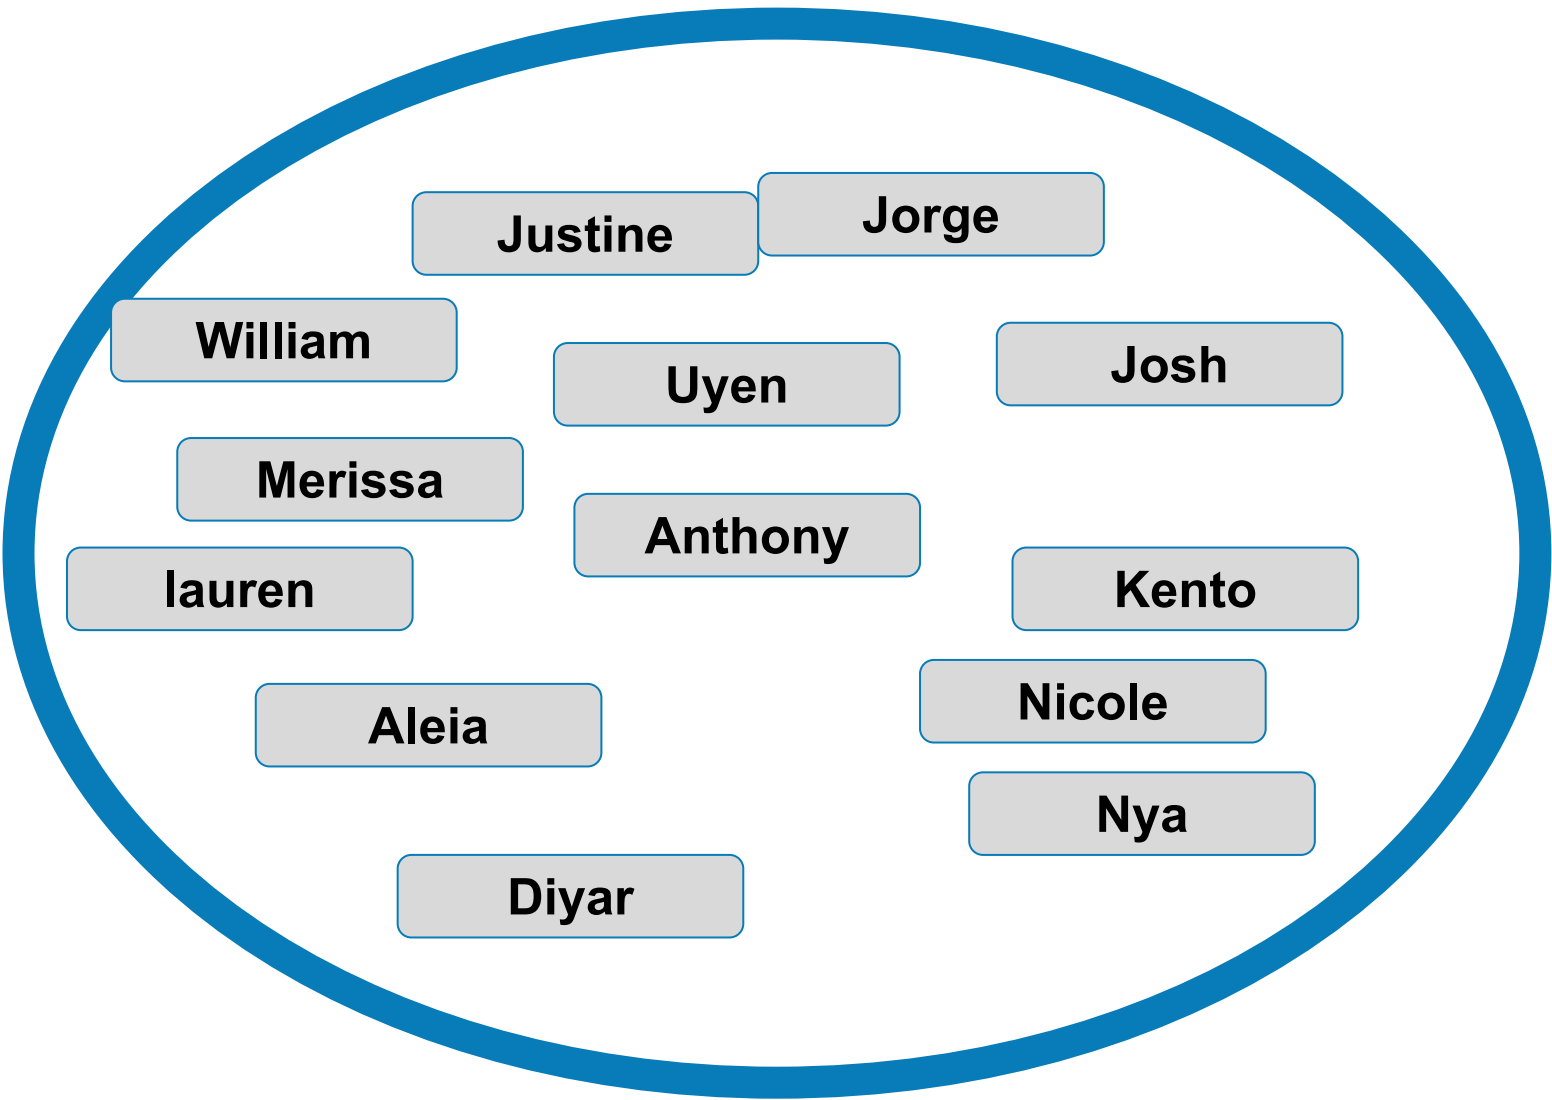 Justine
Jorge
William
Uyen
Josh
Merissa
Anthony
lauren
Kento
Nicole
Aleia
Nya
Diyar